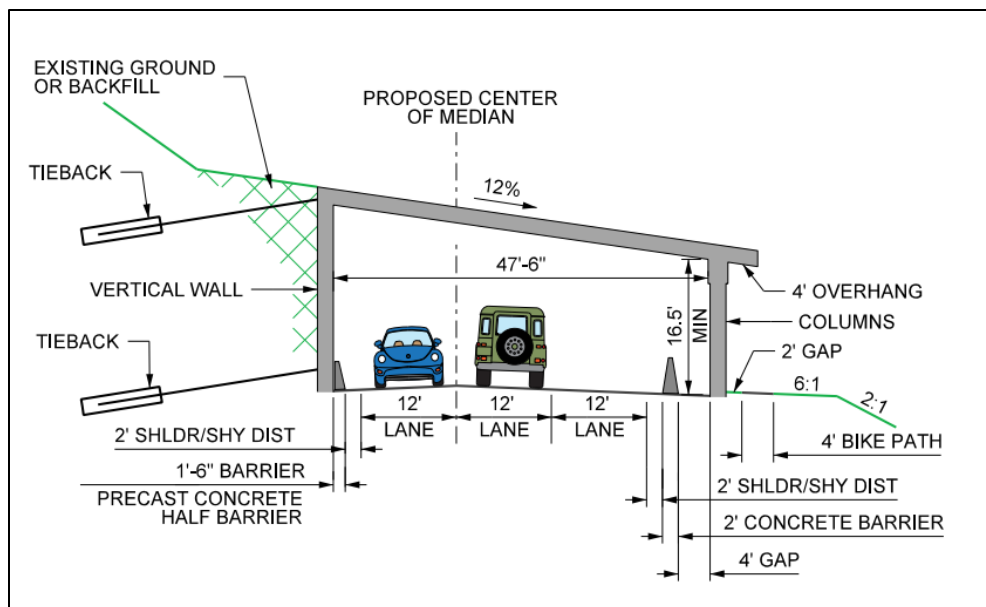 EXISTING GROUND
OR BACKFILL
PROPOSED CENTER
OF MEDIAN
TIEBACK
12%
47'-6"
VERTICAL WALL
16.5'
MIN
4' OVERHANG
COLUMNS
TIEBACK
2' GAP
6:1
2:1
12'
LANE
12'
LANE
12'
LANE
2' SHLDR/SHY DIST
4' BIKE PATH
1'-6" BARRIER
PRECAST CONCRETE
HALF BARRIER
2' SHLDR/SHY DIST
2' CONCRETE BARRIER
4' GAP